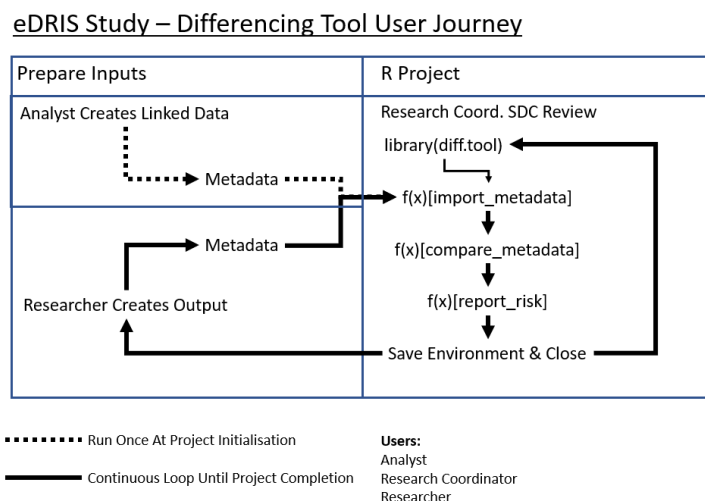 eDRIS Study – Differencing Tool User Journey
Prepare Inputs
R Project
Analyst Creates Linked Data
Metadata
Metadata
Researcher Creates Output
Research Coord. SDC Review
library(diff.tool)
f(x)[import_metadata]
f(x)[compare_metadata]
f(x)[report_risk]
Save Environment & Close
Run Once At Project Initialisation
Continuous Loop Until Project Completion
Users:
Analyst
Research Coordinator
Researcher